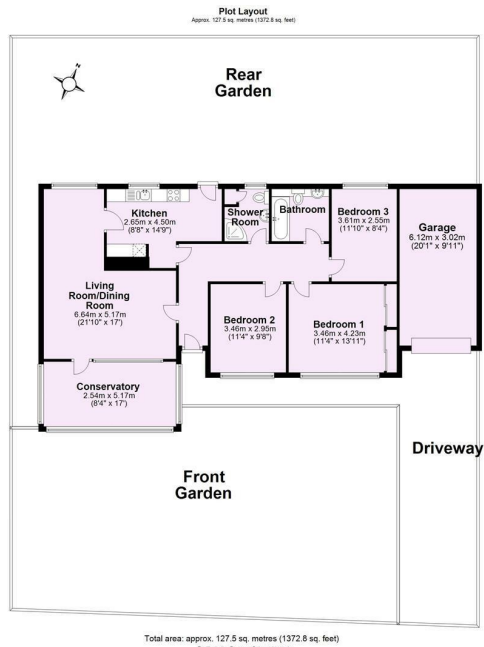 Plot Layout
Approx. 127.5 sq. metres (1372.8 sq. feet)
N
Rear
Garden
Kitchen
2.65m x 4.50m
(8'8" x 14'9")
Shower
Room
Bathroom
Bedroom 3
3.61m x 2.55m
(11'10" x 8'4")
Garage
6.12m x 3.02m
(20'1" x 9'11")
Living
Room/Dining
Room
6.64m x 5.17m
(21'10" x 17')
Bedroom 2
3.46m x 2.95m
(11'4" x 9'8")
Bedroom 1
3.46m x 4.23m
(11'4" x 13'11")
Conservatory
2.54m x 5.17m
(8'4" x 17')
Driveway
Front
Garden
Total area: approx. 127.5 sq. metres (1372.8 sq. feet)